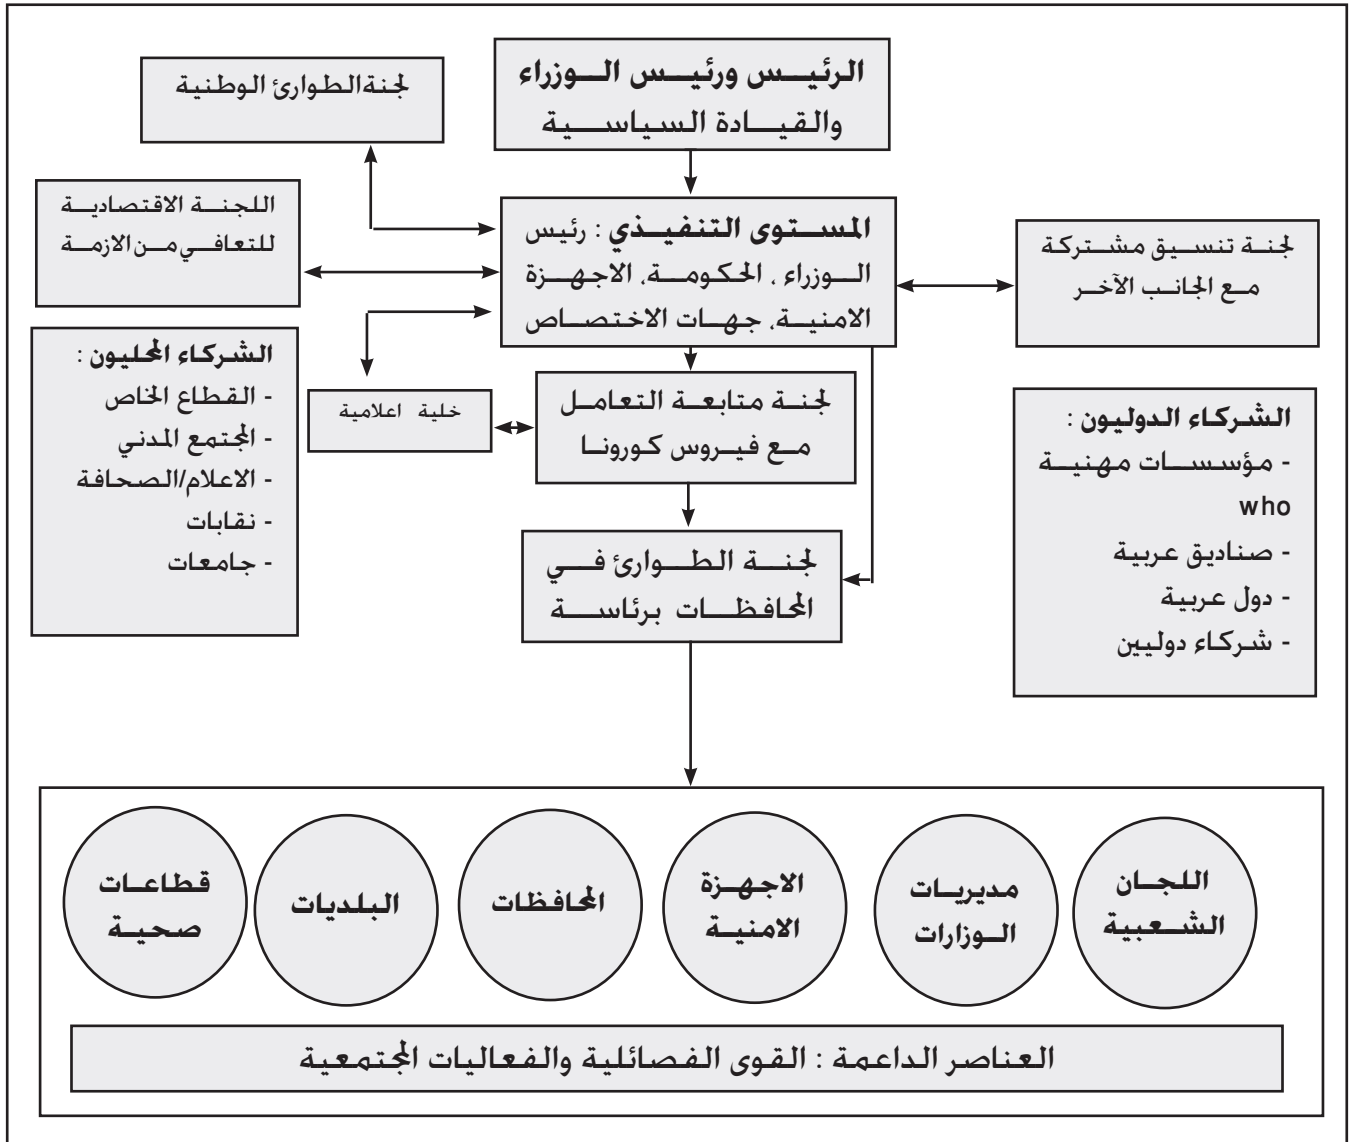 الرئيس ورئيس الوزراء
والقيادة السياسية
لجنة الطوارئ الوطنية
المستوى التنفيذي : رئيس
الوزراء ، الحكومة، الاجهزة
الامنية، جهات الاختصاص
اللجنة الاقتصادية
للتعافي من الازمة
لجنة تنسيق مشتركة
مع الجانب الآخر
لجنة متابعة التعامل
مع فيروس كورونا
خلية اعلامية
الشركاء المحليون :
- القطاع الخاص
- المجتمع المدني
- الاعلام/الصحافة
- نقابات
- جامعات
الشركاء الدوليون :
- مؤسسات مهنية
who
- صناديق عربية
- دول عربية
- شركاء دوليين
لجنة الطوارئ في
المحافظات برئاسة
اللجان
الشعبية
مديريات
الوزارات
الاجهزة
الامنية
المحافظات
البلديات
قطاعات
صحية
العناصر الداعمة : القوى الفصائلية والفعاليات المجتمعية